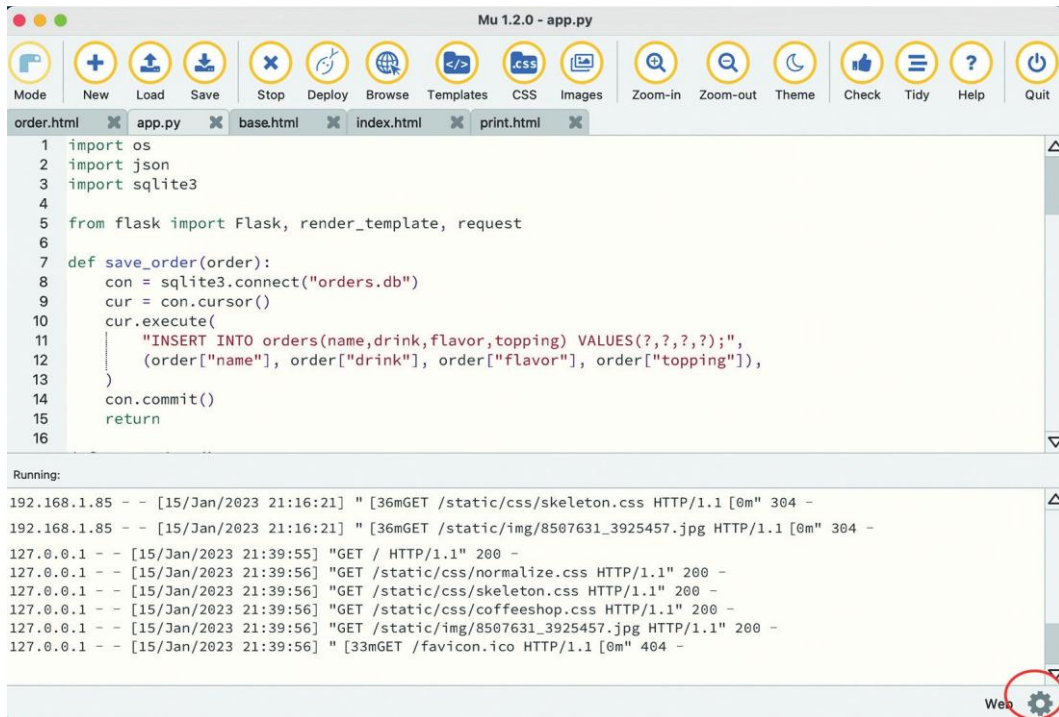 Mu 1.2.0 - app.py
</> .css ?
Mode New Load Save Stop Deploy Browse Templates CSS Images Zoom-in Zoom-out Theme Check Tidy Help Quit
order.html app.py base.html index.html print.html
1 import os
2 import json
3 import sqlite3
4
5 from flask import Flask, render_template, request
6
7 def save_order(order):
8     con = sqlite3.connect("orders.db")
9     cur = con.cursor()
10     cur.execute(
11         "INSERT INTO orders(name,drink,flavor,topping) VALUES(?,?,?,?);",
12         (order["name"], order["drink"], order["flavor"], order["topping"]),
13     )
14     con.commit()
15     return
16
Running:
192.168.1.85 - - [15/Jan/2023 21:16:21] " [36mGET /static/css/skeleton.css HTTP/1.1 [0m" 304 -
192.168.1.85 - - [15/Jan/2023 21:16:21] " [36mGET /static/img/8507631_3925457.jpg HTTP/1.1 [0m" 304 -
127.0.0.1 - - [15/Jan/2023 21:39:55] "GET / HTTP/1.1" 200 -
127.0.0.1 - - [15/Jan/2023 21:39:56] "GET /static/css/normalize.css HTTP/1.1" 200 -
127.0.0.1 - - [15/Jan/2023 21:39:56] "GET /static/css/skeleton.css HTTP/1.1" 200 -
127.0.0.1 - - [15/Jan/2023 21:39:56] "GET /static/css/coffeeshop.css HTTP/1.1" 200 -
127.0.0.1 - - [15/Jan/2023 21:39:56] "GET /static/img/8507631_3925457.jpg HTTP/1.1" 200 -
127.0.0.1 - - [15/Jan/2023 21:39:56] " [33mGET /favicon.ico HTTP/1.1 [0m" 404 -
Web